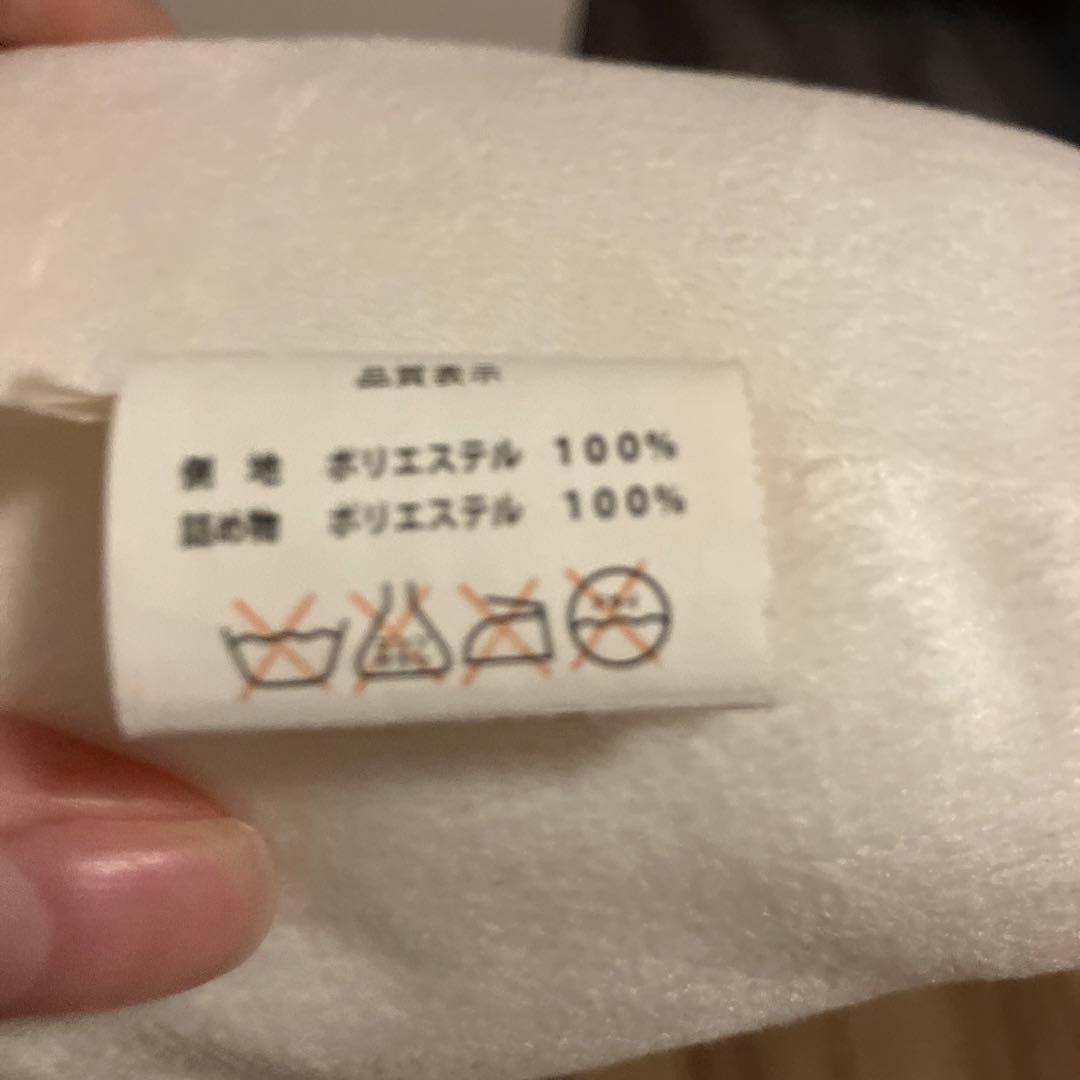 品質表示
側 地 ポリエステル 100%
詰め物 ポリエステル 100%